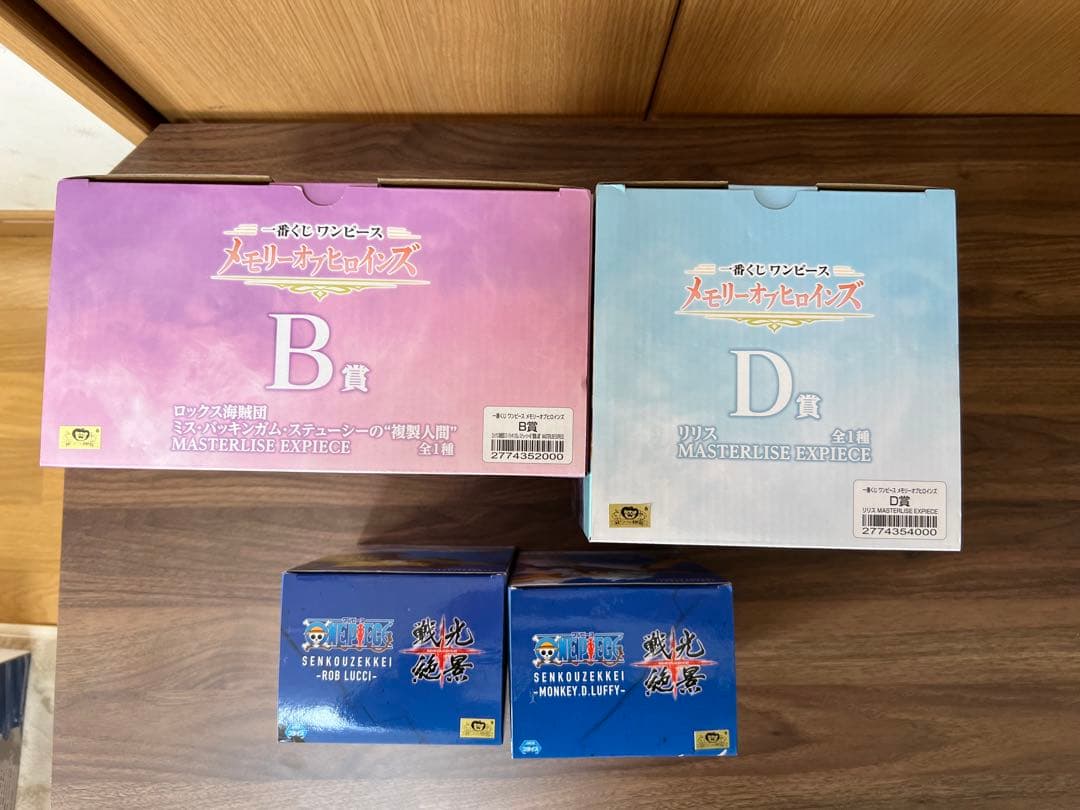 一番くじ ワンピース
メモリーオブヒロインズ
B賞
ロックス海賊団
ミス・バッキンガム・ステューシーの“複製人間”
MASTERLISE EXPIECE
全1種
一番くじ ワンピース メモリーオブヒロインズ
B賞
2774352000
一番くじ ワンピース
メモリーオブヒロインズ
D賞
リリス
全1種
MASTERLISE EXPIECE
一番くじ ワンピース メモリーオブヒロインズ
D賞
リリス MASTERLISE EXPIECE
2774354000
ONE PIECE
SENKOUZEKKEI
-ROB LUCCI-
戦光
絶景
ONE PIECE
SENKOUZEKKEI
-MONKEY.D.LUFFY-
戦光
絶景